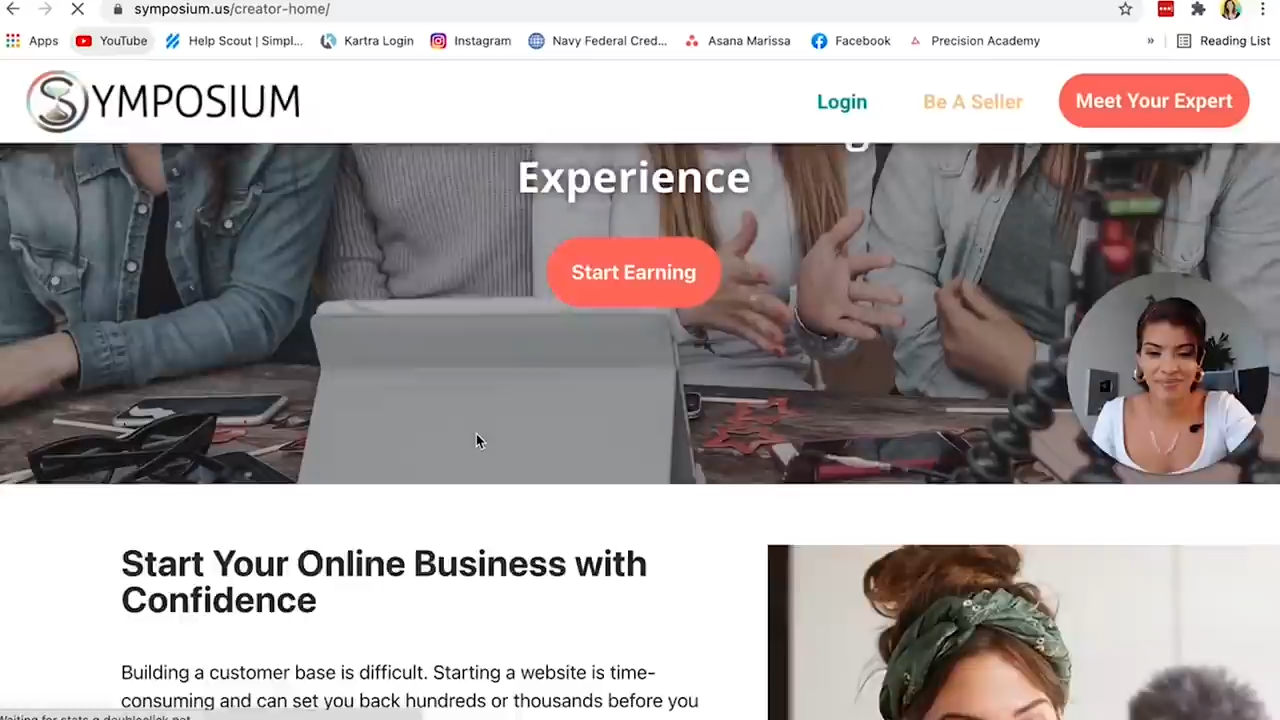 symposium.us/creator-home/
Apps YouTube Help Scout | Simpl... Kartra Login Instagram Navy Federal Cred... Asana Marissa Facebook Precision Academy » Reading List
SYMPOSIUM
Login Be A Seller Meet Your Expert
Experience
Start Earning
Start Your Online Business with
Confidence
Building a customer base is difficult. Starting a website is time-
consuming and can set you back hundreds or thousands before you